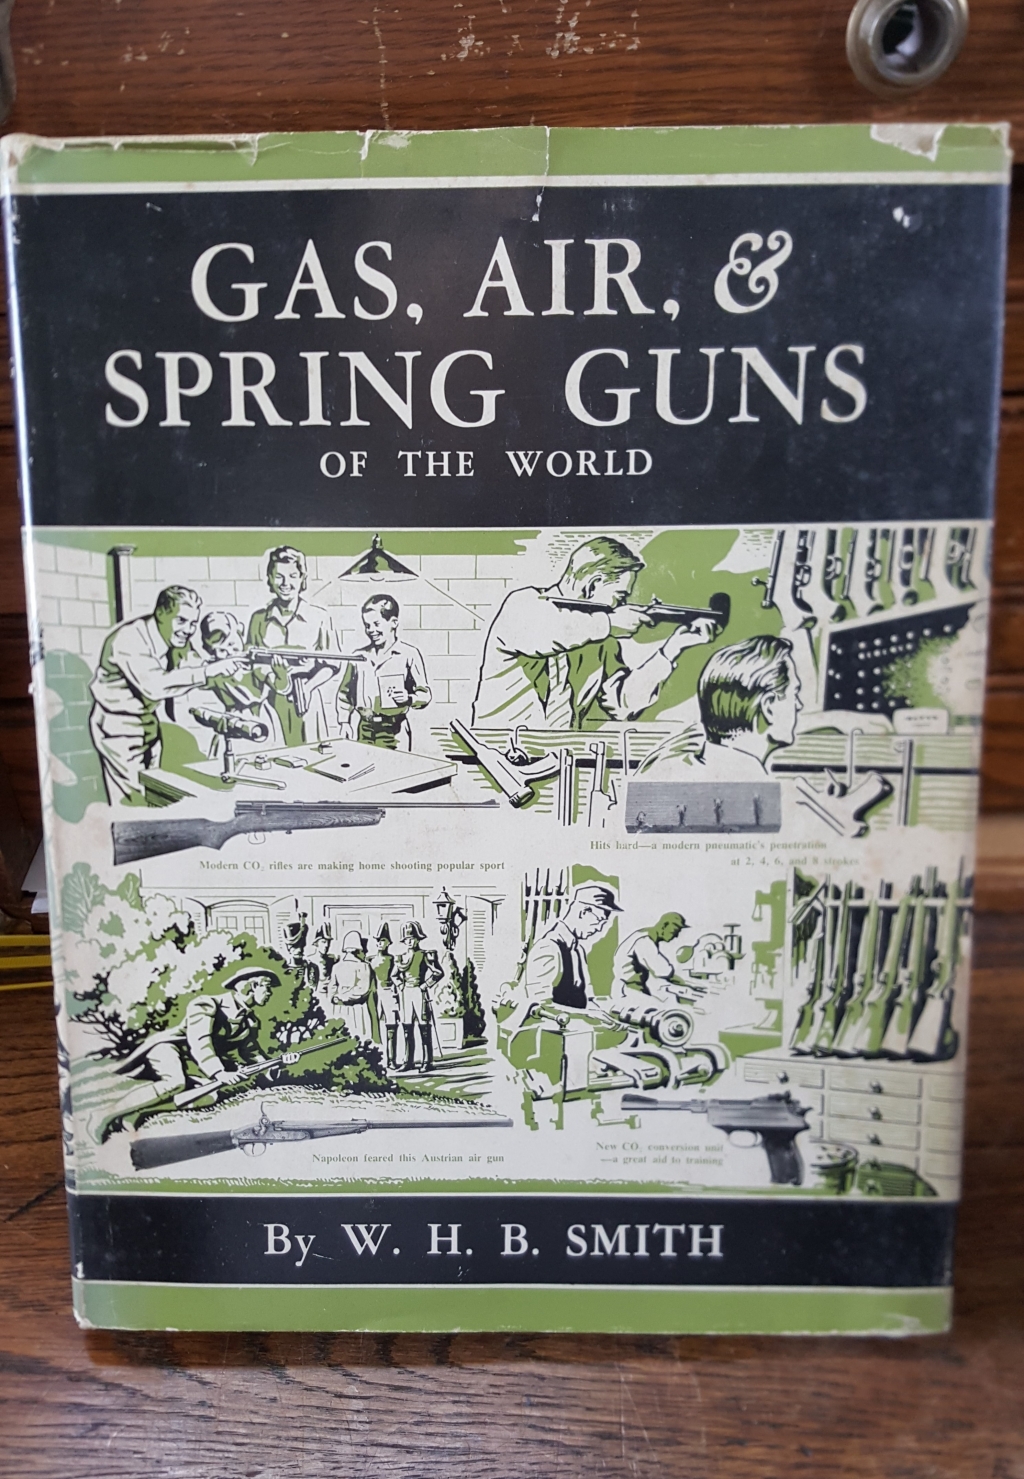 GAS, AIR, &
SPRING GUNS
OF THE WORLD
Modern CO₂ rifles are making home shooting popular sport
Hits hard—a modern pneumatic's penetration
at 2, 4, 6, and 8 strokes
Napoleon feared this Austrian air gun
New CO₂ conversion unit
—a great aid to training
By W. H. B. SMITH